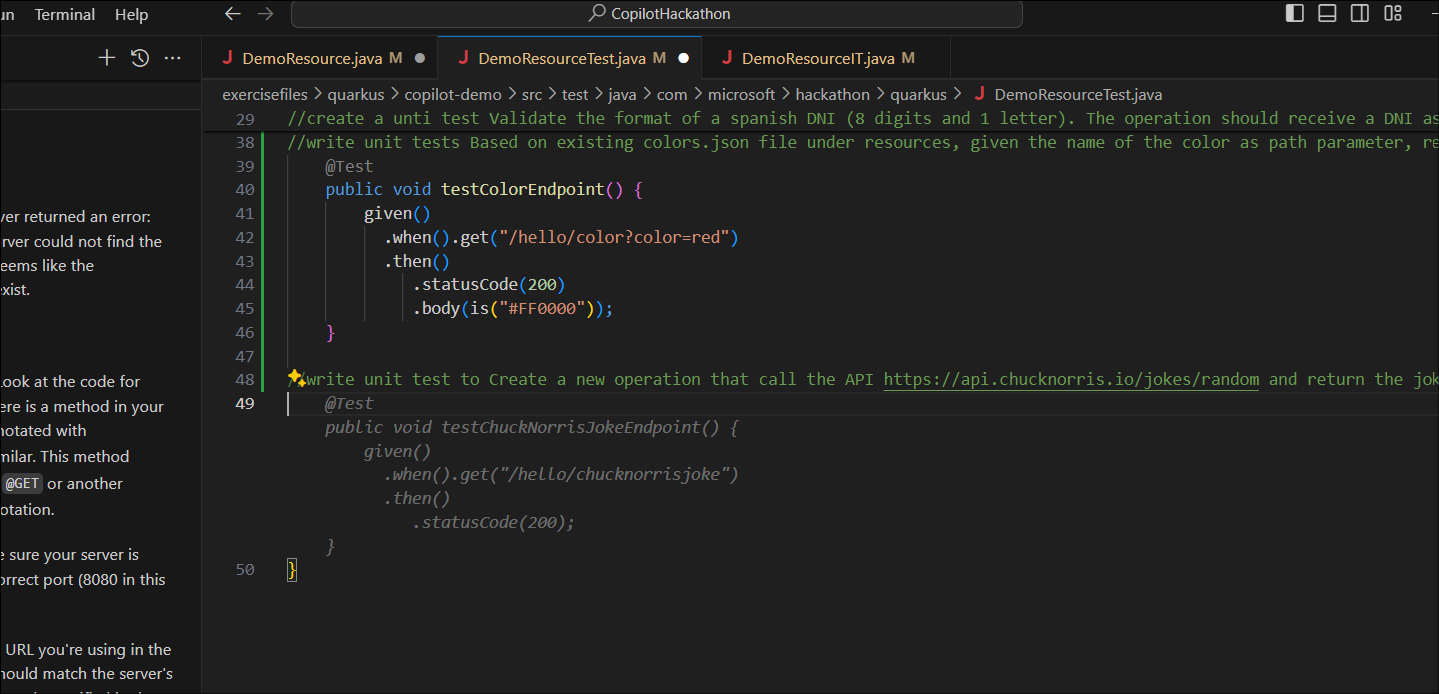 un Terminal Help ← → CopilotHackathon
+ ...
J DemoResource.java M ● J DemoResourceTest.java M ● J DemoResourceIT.java M
exercisefiles > quarkus > copilot-demo > src > test > java > com > microsoft > hackathon > quarkus > J DemoResourceTest.java
29 //create a unti test Validate the format of a spanish DNI (8 digits and 1 letter). The operation should receive a DNI as
38 //write unit tests Based on existing colors.json file under resources, given the name of the color as path parameter, re
39 @Test
40 public void testColorEndpoint() {
41 given()
42 .when().get("/hello/color?color=red")
43 .then()
44 .statusCode(200)
45 .body(is("#FF0000"));
46 }
47
48 //write unit test to Create a new operation that call the API https://api.chucknorris.io/jokes/random and return the jok
49 @Test
public void testChuckNorrisJokeEndpoint() {
given()
.when().get("/hello/chucknorrisjoke")
.then()
.statusCode(200);
}
50 }
ver returned an error:
rver could not find the
eems like the
xist.
Look at the code for
ere is a method in your
notated with
milar. This method
@GET or another
otation.
e sure your server is
orrect port (8080 in this
URL you're using in the
hould match the server's